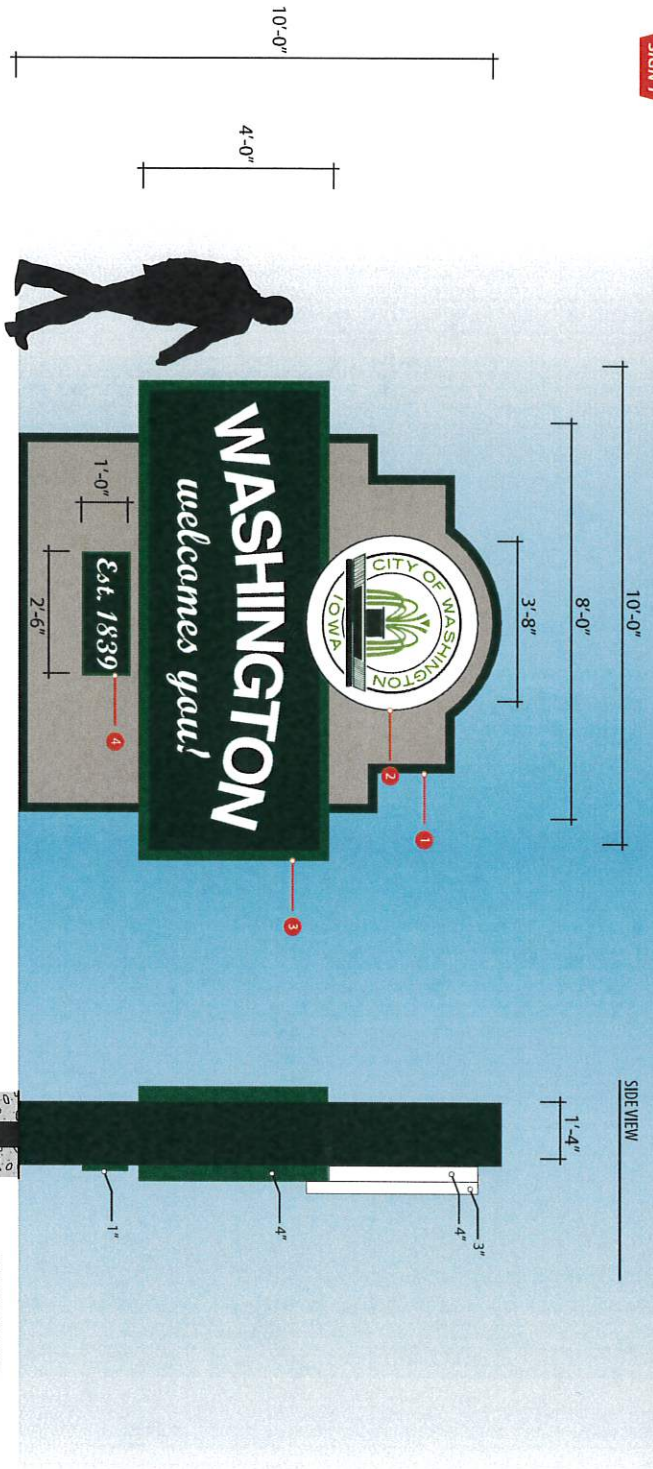 SIGN
10'-0"
8'-0"
3'-8"
10'-0"
4'-0"
CITY OF WASHINGTON
IOWA
WASHINGTON
welcomes you!
Est. 1839
1'-0"
2'-6"
1
2
3
4
SIDE VIEW
1'-4"
3"
4"
4"
1"